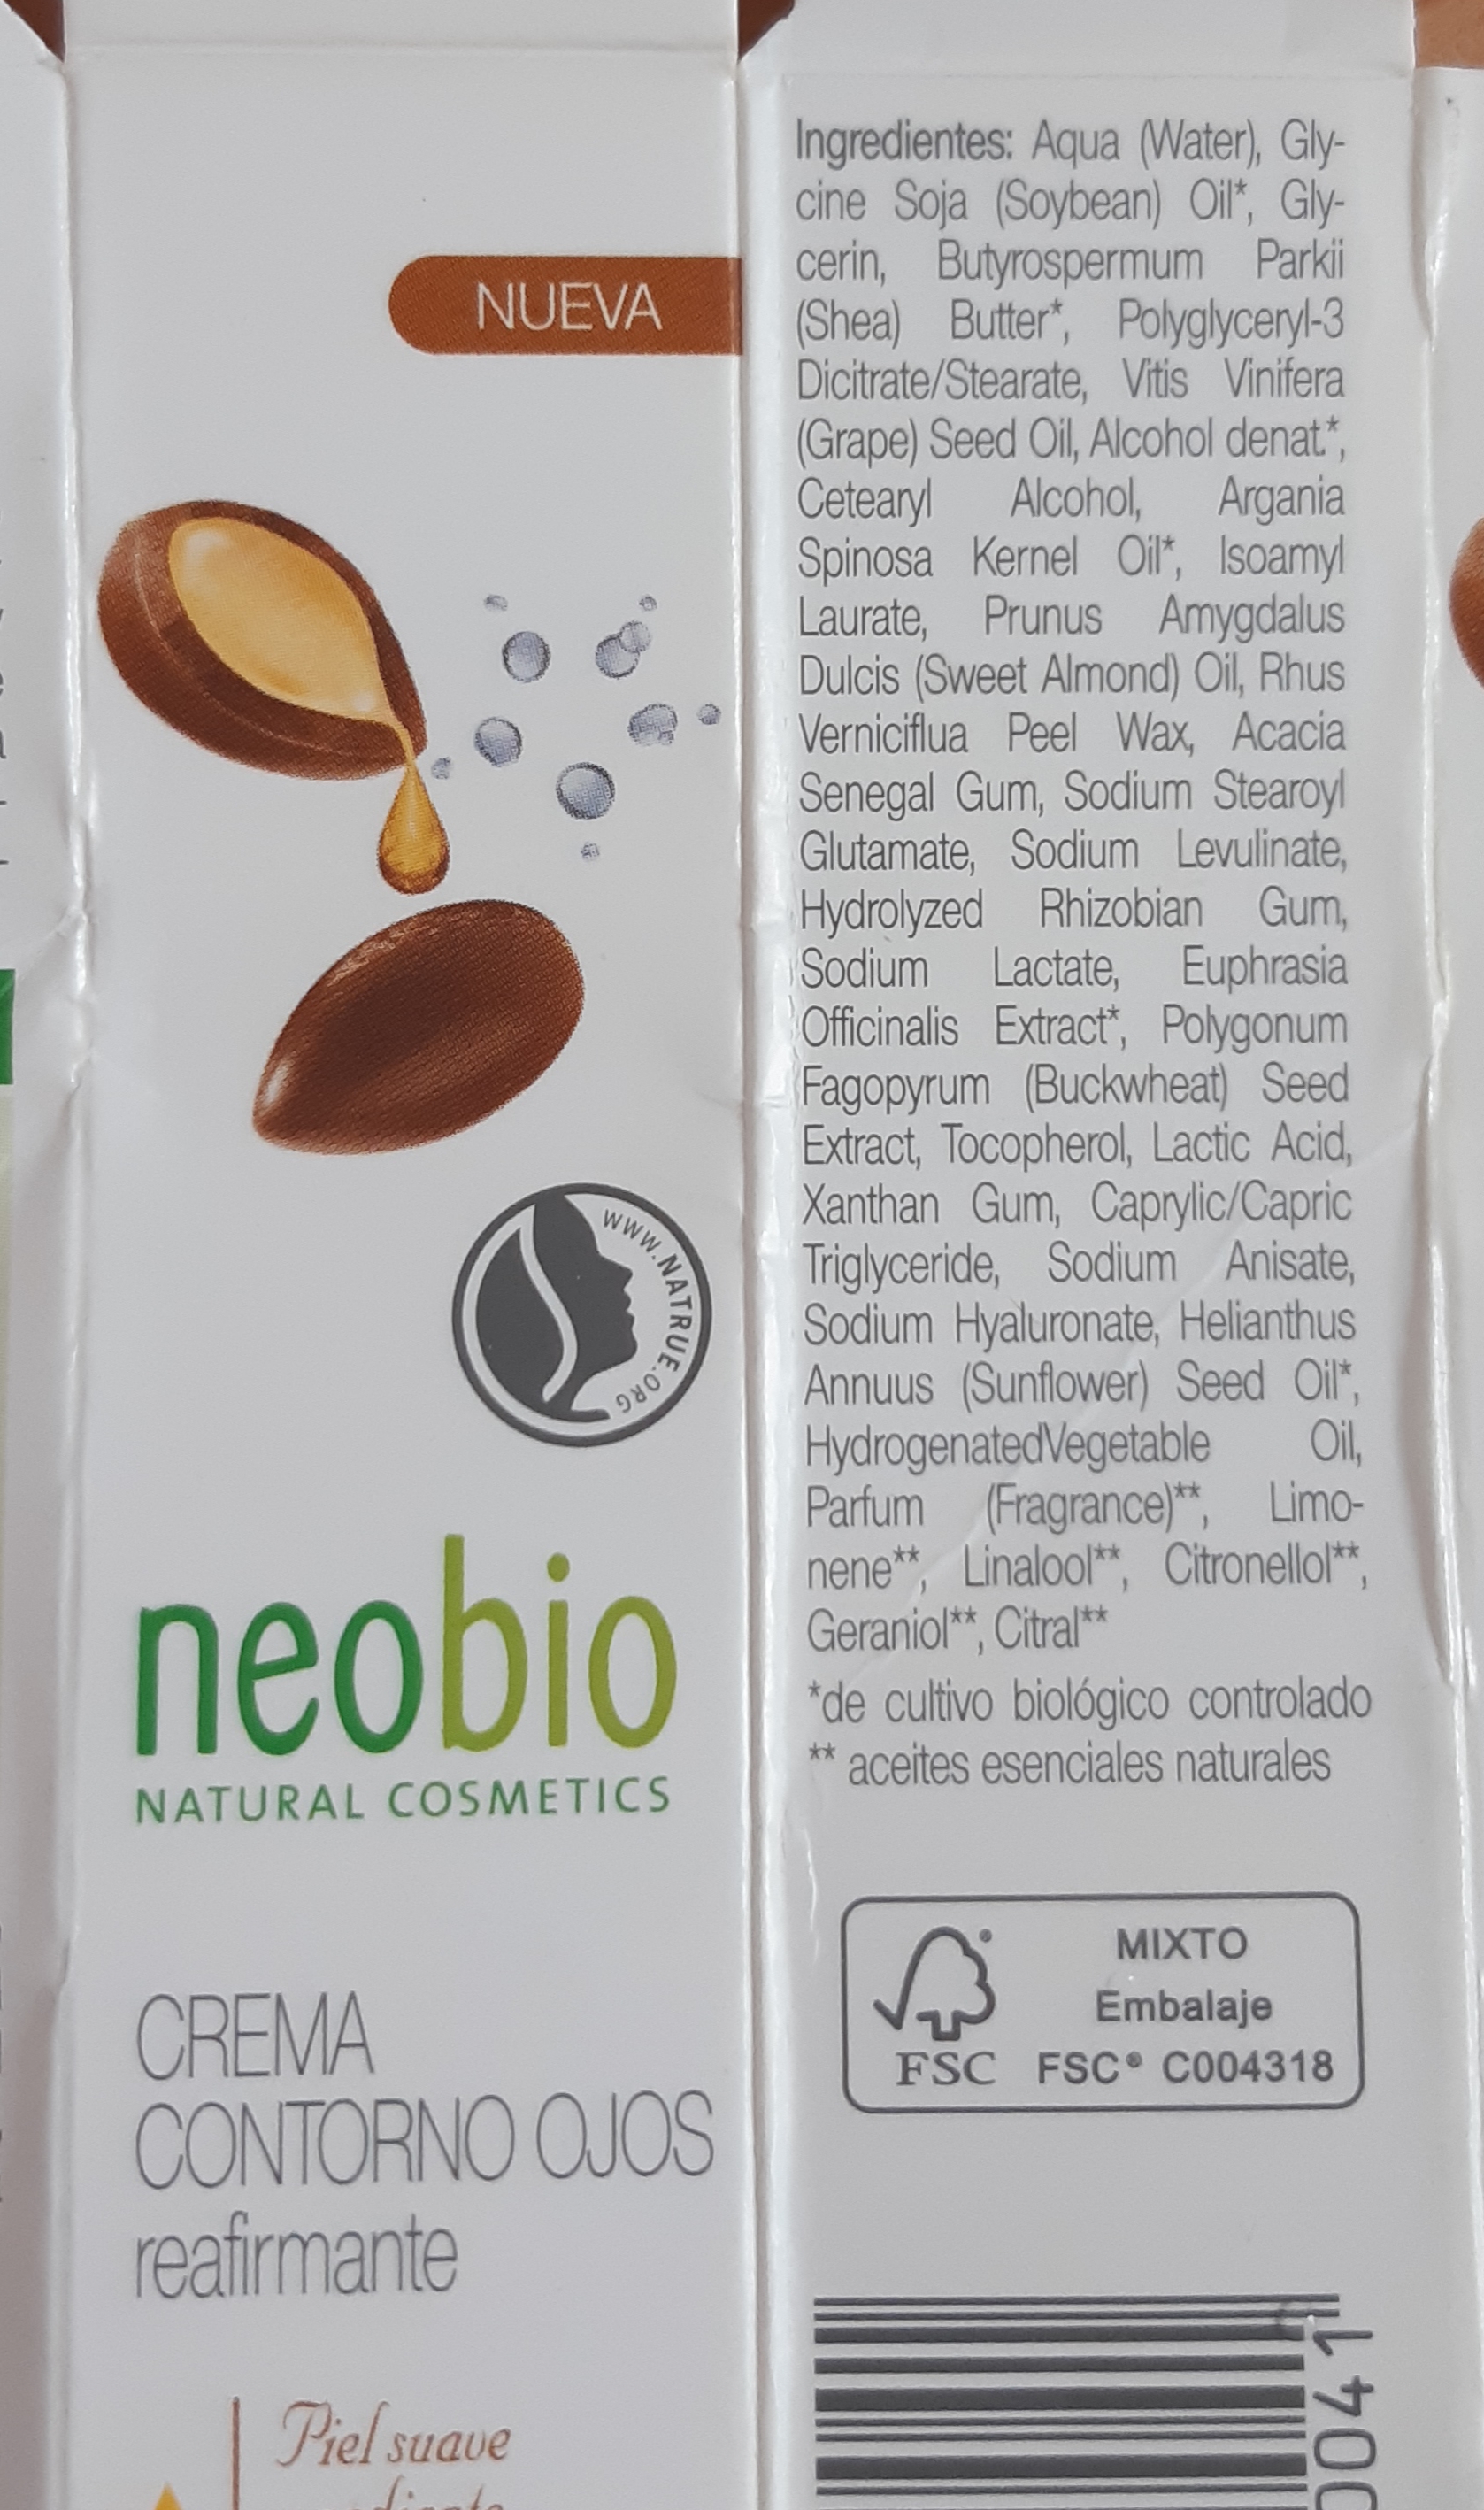 NUEVA
WWW.NATRUE.ORG
neobio
NATURAL COSMETICS
CREMA
CONTORNO OJOS
reafirmante
Piel suave
Ingredientes: Aqua (Water), Gly-
cine Soja (Soybean) Oil*, Gly-
cerin, Butyrospermum Parkii
(Shea) Butter*, Polyglyceryl-3
Dicitrate/Stearate, Vitis Vinifera
(Grape) Seed Oil, Alcohol denat.*,
Cetearyl Alcohol, Argania
Spinosa Kernel Oil*, Isoamyl
Laurate, Prunus Amygdalus
Dulcis (Sweet Almond) Oil, Rhus
Verniciflua Peel Wax, Acacia
Senegal Gum, Sodium Stearoyl
Glutamate, Sodium Levulinate,
Hydrolyzed Rhizobian Gum,
Sodium Lactate, Euphrasia
Officinalis Extract*, Polygonum
Fagopyrum (Buckwheat) Seed
Extract, Tocopherol, Lactic Acid,
Xanthan Gum, Caprylic/Capric
Triglyceride, Sodium Anisate,
Sodium Hyaluronate, Helianthus
Annuus (Sunflower) Seed Oil*,
HydrogenatedVegetable Oil,
Parfum (Fragrance)**, Limo-
nene**, Linalool**, Citronellol**,
Geraniol**, Citral**
*de cultivo biológico controlado
** aceites esenciales naturales
MIXTO
Embalaje
FSC FSC® C004318
0041